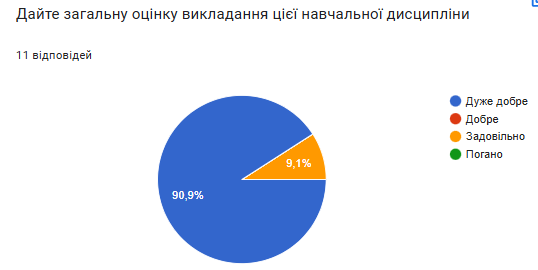 Дайте загальну оцінку викладання цієї навчальної дисципліни
11 відповідей
Дуже добре
Добре
Задовільно
Погано
9,1%
90,9%